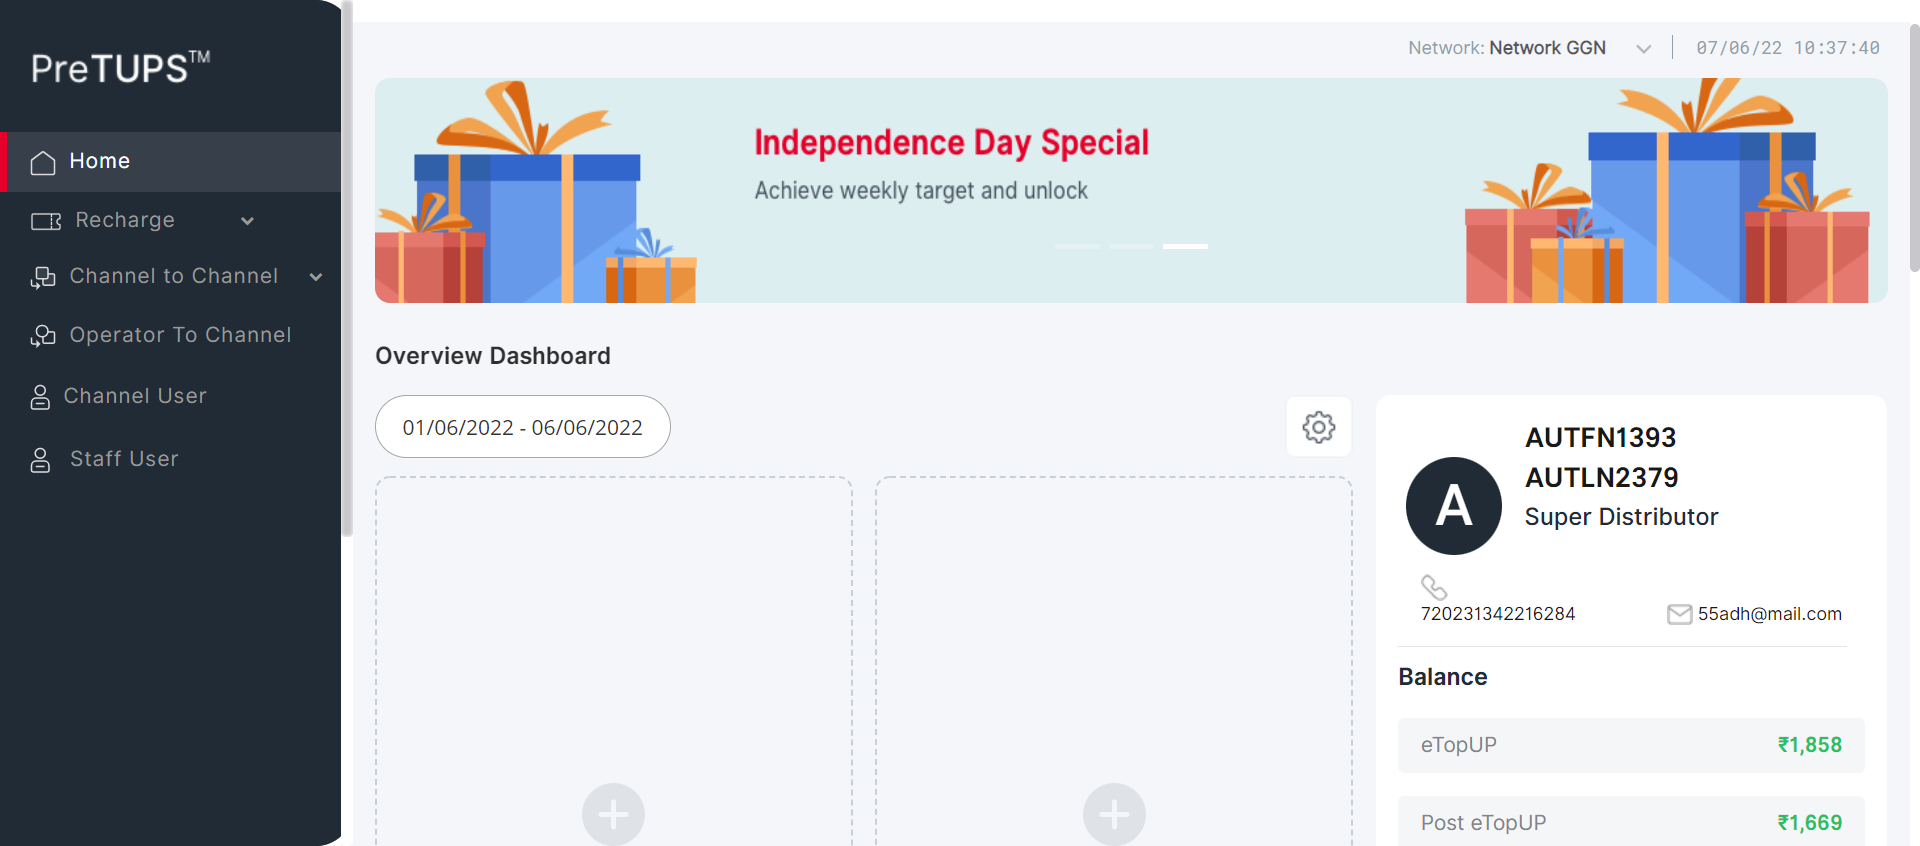 PreTUPS™
Home
Recharge
Channel to Channel
Operator To Channel
Channel User
Staff User
Network: Network GGN
07/06/22 10:37:40
Independence Day Special
Achieve weekly target and unlock
Overview Dashboard
01/06/2022 - 06/06/2022
A
AUTFN1393
AUTLN2379
Super Distributor
720231342216284
55adh@mail.com
Balance
eTopUP ₹1,858
Post eTopUP ₹1,669